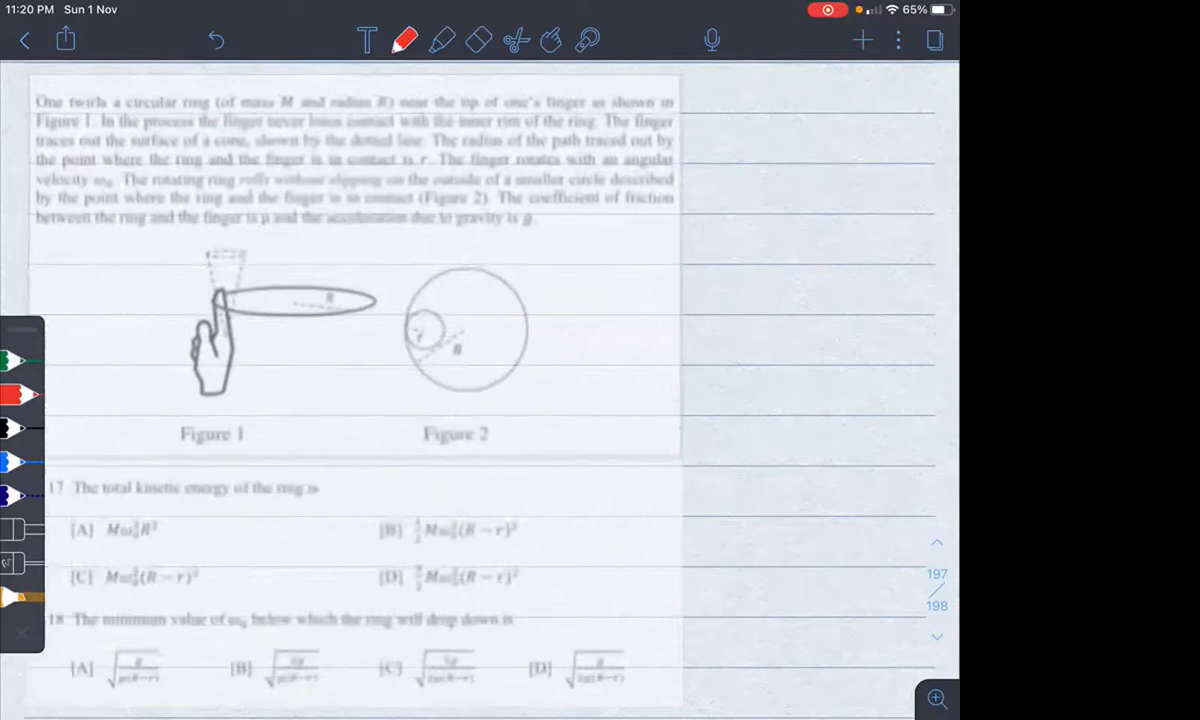 11:20 PM Sun 1 Nov
65%
One twirls a circular ring (of mass M and radius R) near the tip of one's finger as shown in
Figure 1. In the process the finger never loses contact with the inner rim of the ring. The finger
traces out the surface of a cone, shown by the dotted line. The radius of the path traced out by
the point where the ring and the finger is in contact is r. The finger rotates with an angular
velocity ω₀. The rotating ring rolls without slipping on the outside of a smaller circle described
by the point where the ring and the finger is in contact (Figure 2). The coefficient of friction
between the ring and the finger is μ and the acceleration due to gravity is g.
R
r
R
Figure 1 Figure 2
17 The total kinetic energy of the ring is
[A] Mω₀²R² [B] Mω₀²(R − r)²
[C] Mω₀²(R − r)² [D] Mω₀²(R − r)²
197
198
18 The minimum value of ω₀ below which the ring will drop down is
[A] [B] [C] [D]